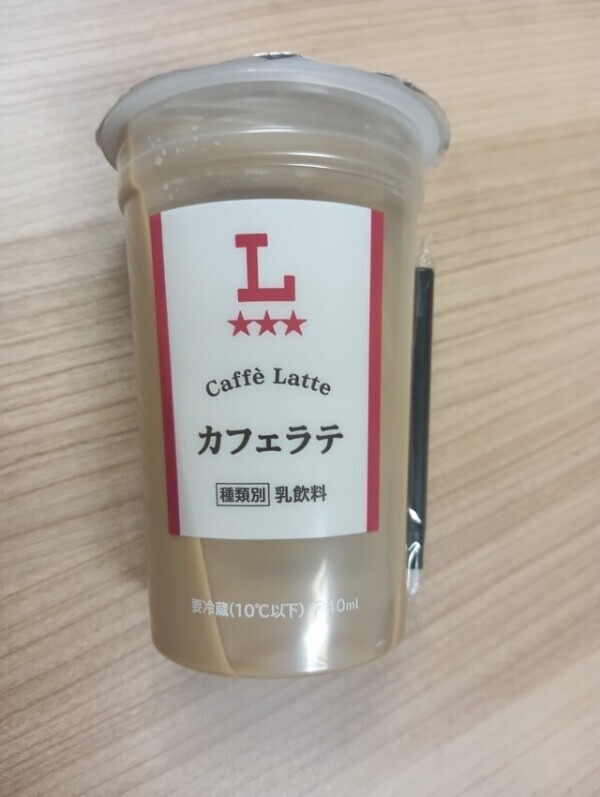 L
★★★
Caffè Latte
カフェラテ
種類別 乳飲料
要冷蔵(10℃以下) 240ml